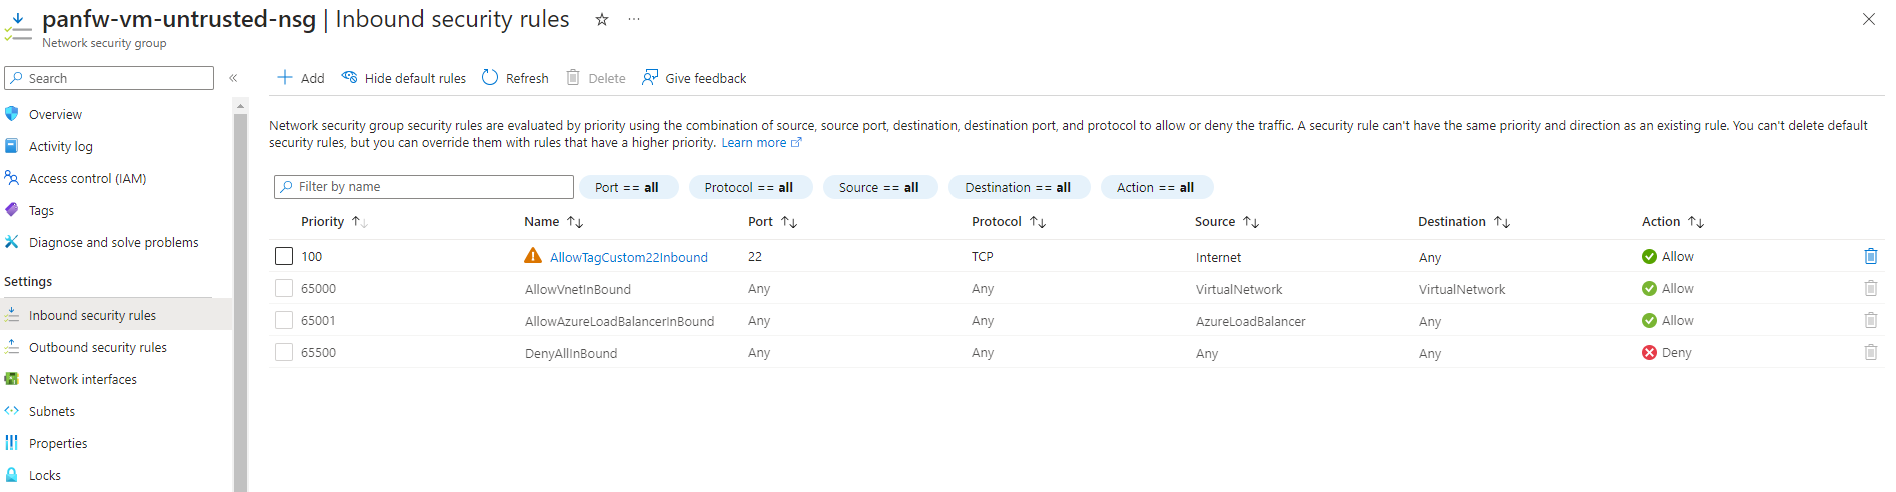 panfw-vm-untrusted-nsg | Inbound security rules ☆ ···
Network security group
Search «
Overview
Activity log
Access control (IAM)
Tags
Diagnose and solve problems
Settings
Inbound security rules
Outbound security rules
Network interfaces
Subnets
Properties
Locks
Add Hide default rules Refresh Delete Give feedback
Network security group security rules are evaluated by priority using the combination of source, source port, destination, destination port, and protocol to allow or deny the traffic. A security rule can't have the same priority and direction as an existing rule. You can't delete default
security rules, but you can override them with rules that have a higher priority. Learn more
Filter by name Port == all Protocol == all Source == all Destination == all Action == all
Priority ↑↓ Name ↑↓ Port ↑↓ Protocol ↑↓ Source ↑↓ Destination ↑↓ Action ↑↓
100 AllowTagCustom22Inbound 22 TCP Internet Any Allow
65000 AllowVnetInBound Any Any VirtualNetwork VirtualNetwork Allow
65001 AllowAzureLoadBalancerInBound Any Any AzureLoadBalancer Any Allow
65500 DenyAllInBound Any Any Any Any Deny